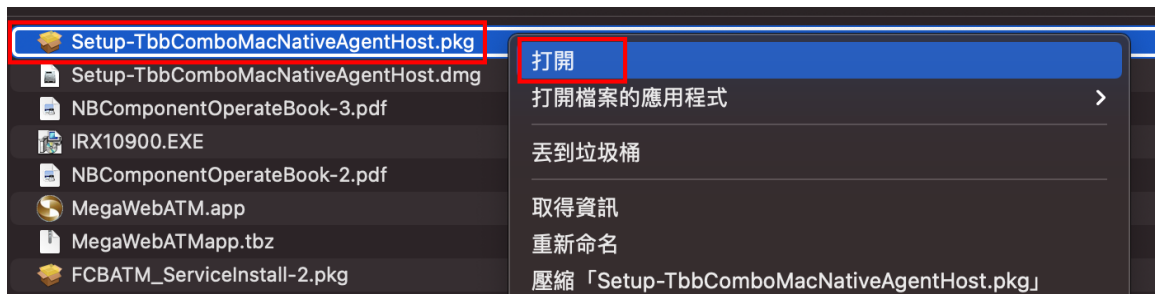 Setup-TbbComboMacNativeAgentHost.pkg
Setup-TbbComboMacNativeAgentHost.dmg
NBComponentOperateBook-3.pdf
IRX10900.EXE
NBComponentOperateBook-2.pdf
MegaWebATM.app
MegaWebATMapp.tbz
FCBATM_ServiceInstall-2.pkg
打開
打開檔案的應用程式
丟到垃圾桶
取得資訊
重新命名
壓縮「Setup-TbbComboMacNativeAgentHost.pkg」